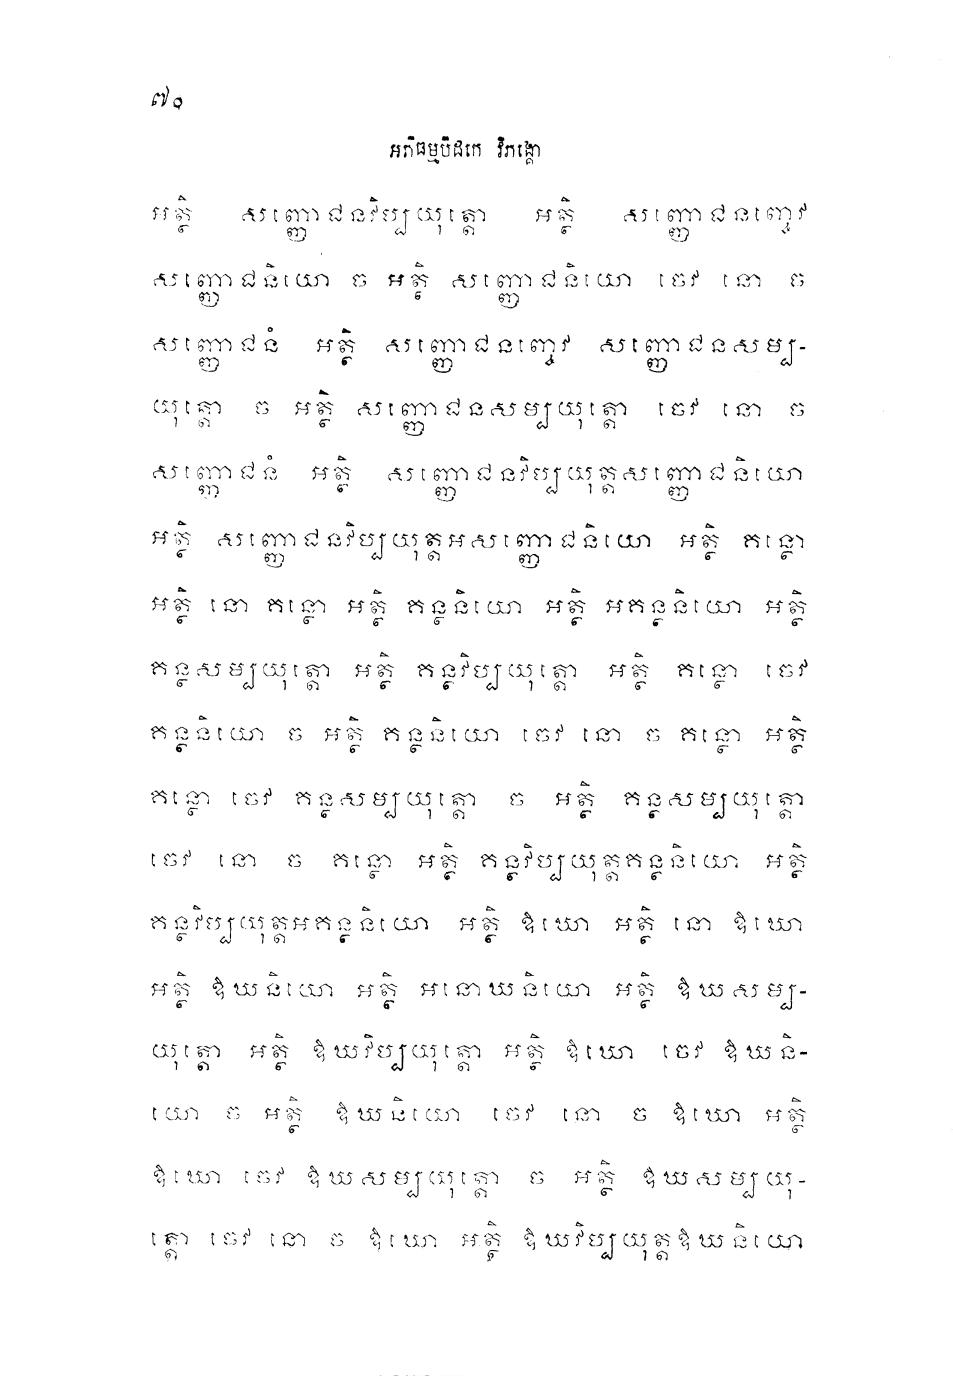 ៧០
អភិធម្មបិដកេ វិភង្គោ
អត្ថិ សញ្ញោជនវិប្បយុត្តោ អត្ថិ សញ្ញោជនញ្ចេវ
សញ្ញោជនិយោ ច អត្ថិ សញ្ញោជនិយោ ចេវ នោ ច
សញ្ញោជនំ អត្ថិ សញ្ញោជនញ្ចេវ សញ្ញោជនសម្ប-
យុត្តោ ច អត្ថិ សញ្ញោជនសម្បយុត្តោ ចេវ នោ ច
សញ្ញោជនំ អត្ថិ សញ្ញោជនវិប្បយុត្តសញ្ញោជនិយោ
អត្ថិ សញ្ញោជនវិប្បយុត្តអសញ្ញោជនិយោ អត្ថិ គន្ថោ
អត្ថិ នោ គន្ថោ អត្ថិ គន្ថនិយោ អត្ថិ អគន្ថនិយោ អត្ថិ
គន្ថសម្បយុត្តោ អត្ថិ គន្ថវិប្បយុត្តោ អត្ថិ គន្ថោ ចេវ
គន្ថនិយោ ច អត្ថិ គន្ថនិយោ ចេវ នោ ច គន្ថោ អត្ថិ
គន្ថោ ចេវ គន្ថសម្បយុត្តោ ច អត្ថិ គន្ថសម្បយុត្តោ
ចេវ នោ ច គន្ថោ អត្ថិ គន្ថវិប្បយុត្តគន្ថនិយោ អត្ថិ
គន្ថវិប្បយុត្តអគន្ថនិយោ អត្ថិ ឱឃោ អត្ថិ នោ ឱឃោ
អត្ថិ ឱឃនិយោ អត្ថិ អនោឃនិយោ អត្ថិ ឱឃសម្ប-
យុត្តោ អត្ថិ ឱឃវិប្បយុត្តោ អត្ថិ ឱឃោ ចេវ ឱឃនិ-
យោ ច អត្ថិ ឱឃនិយោ ចេវ នោ ច ឱឃោ អត្ថិ
ឱឃោ ចេវ ឱឃសម្បយុត្តោ ច អត្ថិ ឱឃសម្បយុ-
ត្តោ ចេវ នោ ច ឱឃោ អត្ថិ ឱឃវិប្បយុត្តឱឃនិយោ